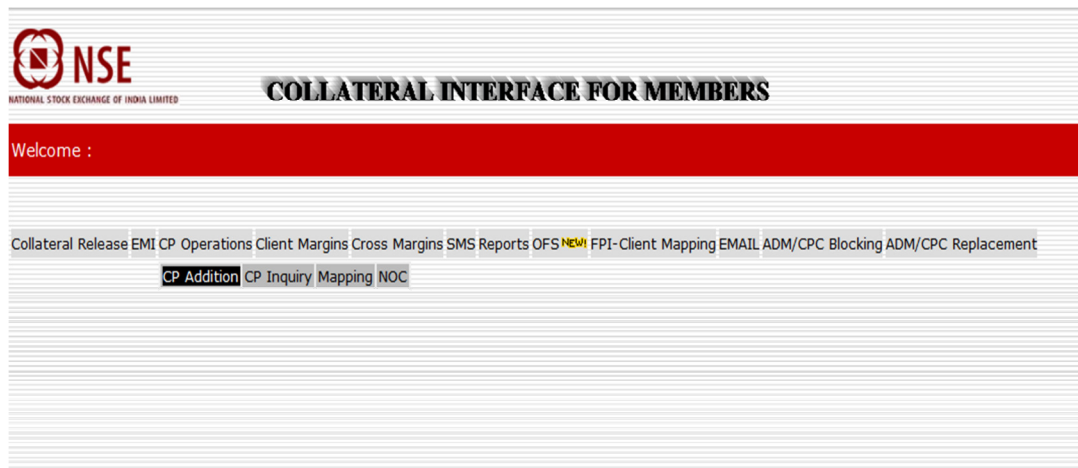 NSE
NATIONAL STOCK EXCHANGE OF INDIA LIMITED
COLLATERAL INTERFACE FOR MEMBERS
Welcome :
Collateral Release EMI CP Operations Client Margins Cross Margins SMS Reports OFS NEW! FPI-Client Mapping EMAIL ADM/CPC Blocking ADM/CPC Replacement
CP Addition CP Inquiry Mapping NOC